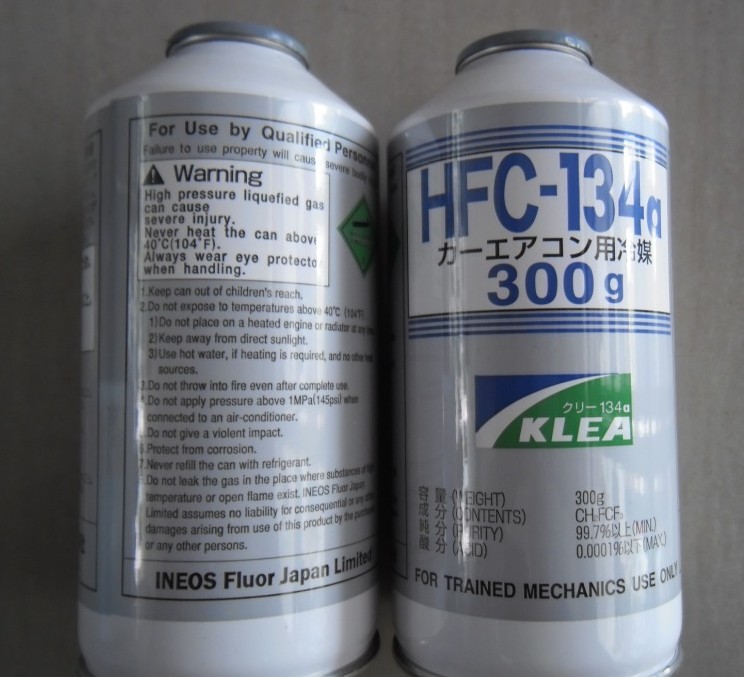 For Use by Qualified Personnel
Failure to use property will cause severe
Warning
High pressure liquefied gas
can cause
severe injury.
Never heat the can above
40°C(104°F).
Always wear eye protector
when handling.
1.Keep can out of children's reach.
2.Do not expose to temperatures above 40°C (104°F).
1)Do not place on a heated engine or radiator at any
2)Keep away from direct sunlight.
3)Use hot water, if heating is required, and no other heat
sources.
3.Do not throw into fire even after complete use.
4.Do not apply pressure above 1MPa(145psi) when
connected to an air-conditioner.
5.Do not give a violent impact.
6.Protect from corrosion.
7.Never refill the can with refrigerant.
8.Do not leak the gas in the place where substances of high
temperature or open flame exist. INEOS Fluor Japan
Limited assumes no liability for consequential or any other
damages arising from use of this product by the purchaser
or any other persons.
INEOS Fluor Japan Limited
HFC-134a
カーエアコン用冷媒
300g
クリー134a
KLEA
容 量 (WEIGHT) 300g
成 分 (CONTENTS) CH₂FCF₃
純 分 (PURITY) 99.7%以上(MIN.)
酸 分 (ACID) 0.0001%以下(MAX.)
FOR TRAINED MECHANICS USE ONLY